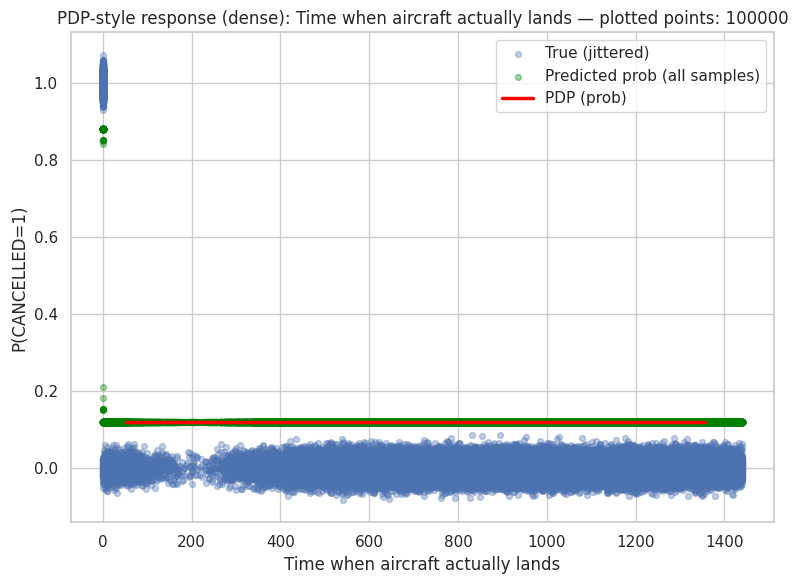 PDP-style response (dense): Time when aircraft actually lands — plotted points: 100000
True (jittered)
Predicted prob (all samples)
PDP (prob)
P(CANCELLED=1)
1.0
0.8
0.6
0.4
0.2
0.0
0 200 400 600 800 1000 1200 1400
Time when aircraft actually lands